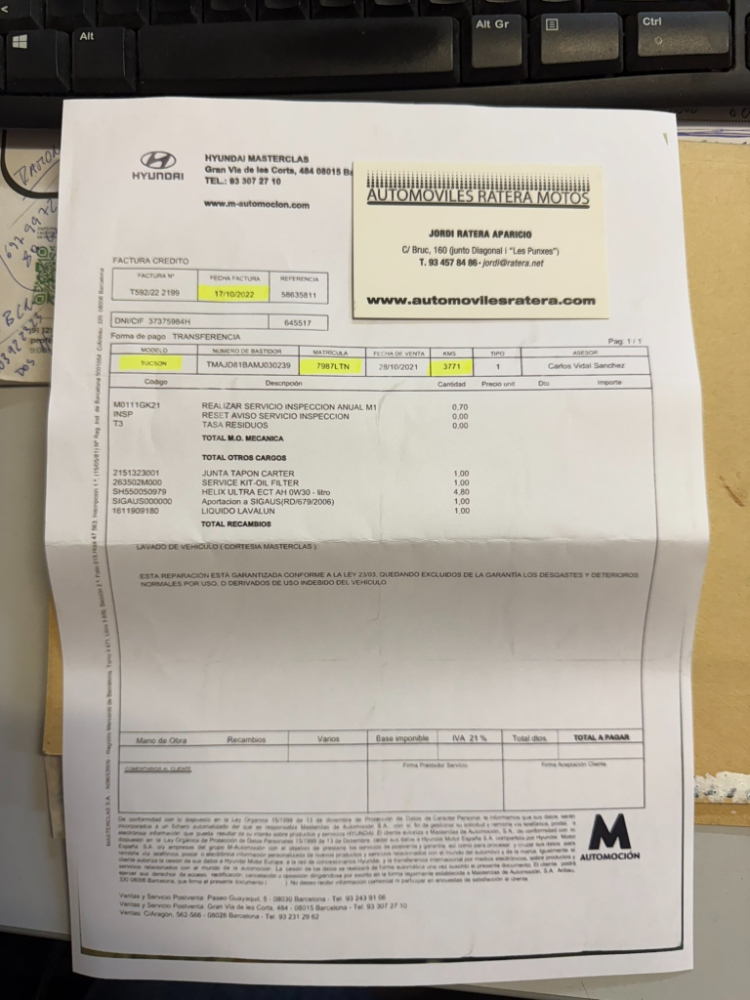 Alt
Alt Gr
Ctrl
HYUNDAI
HYUNDAI MASTERCLAS
Gran Via de les Corts, 484 08015
TEL.: 93 307 27 10
www.m-automocion.com
AUTOMOVILES RATERA MOTOS
JORDI RATERA APARICIO
C/ Bruc, 160 (junto Diagonal i "Les Punxes")
T. 93 457 84 86 - jordi@ratera.net
www.automovilesratera.com
FACTURA CREDITO
FACTURA Nº FECHA FACTURA REFERENCIA
T592/22 2199 17/10/2022 58635811
DNI/CIF 37375984H 645517
Forma de pago TRANSFERENCIA
Pag. 1 / 1
MODELO NUMERO DE BASTIDOR MATRICULA FECHA DE VENTA KMS TIPO ASESOR
TUCSON TMAJD81BAMJ030239 7987LTN 28/10/2021 3771 1 Carlos Vidal Sanchez
Código Descripción Cantidad Precio unit Dto Importe
M0111GK21 REALIZAR SERVICIO INSPECCION ANUAL M1 0,70
INSP RESET AVISO SERVICIO INSPECCION 0,00
T3 TASA RESIDUOS 0,00
TOTAL M.O. MECANICA
TOTAL OTROS CARGOS
2151323001 JUNTA TAPON CARTER 1,00
263502M000 SERVICE KIT-OIL FILTER 1,00
SH550050979 HELIX ULTRA ECT AH 0W30 - litro 4,80
SIGAUS000000 Aportacion a SIGAUS(RD/679/2006) 1,00
1611909180 LIQUIDO LAVALUN 1,00
TOTAL RECAMBIOS
LAVADO DE VEHICULO ( CORTESIA MASTERCLAS )
ESTA REPARACION ESTA GARANTIZADA CONFORME A LA LEY 23/03, QUEDANDO EXCLUIDOS DE LA GARANTIA LOS DESGASTES Y DETERIOROS
NORMALES POR USO, O DERIVADOS DE USO INDEBIDO DEL VEHICULO
Mano de Obra Recambios Varios Base imponible IVA 21 % Total dtos. TOTAL A PAGAR
COMENTARIOS AL CLIENTE Firma Prestador Servicio Firma Aceptación Cliente
M
AUTOMOCIÓN
Ventas y Servicio Postventa: Paseo Guayaquil, 5 - 08030 Barcelona - Tel: 93 243 91 06
Ventas y Servicio Postventa: Gran Vía de les Corts, 484 - 08015 Barcelona - Tel: 93 307 27 10
Ventas: C/Aragon, 562-568 - 08026 Barcelona - Tel: 93 231 29 62